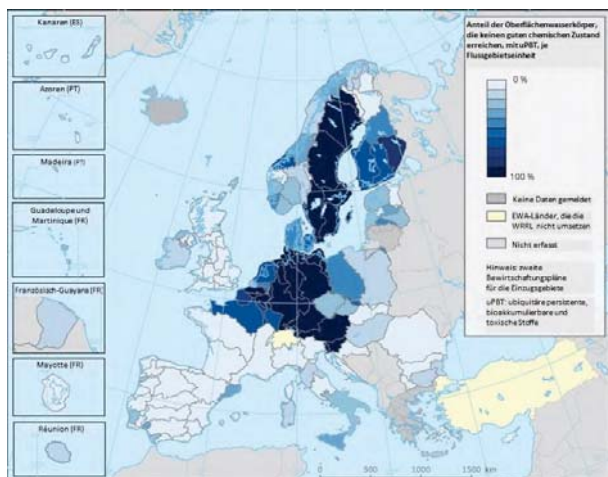 Kanaren (ES)
Azoren (PT)
Madeira (PT)
Guadeloupe und
Martinique (FR)
Französisch-Guayana (FR)
Mayotte (FR)
Réunion (FR)
Anteil der Oberflächenwasserkörper,
die keinen guten chemischen Zustand
erreichen, mit uPBT, je
Flussgebietseinheit
0 %
100 %
Keine Daten gemeldet
EWA-Länder, die die
WRRL nicht umsetzen
Nicht erfasst
Hinweis: zweite
Bewirtschaftungspläne
für die Einzugsgebiete
uPBT: ubiquitäre persistente,
bioakkumulierbare und
toxische Stoffe
0 500 1000 1500 km